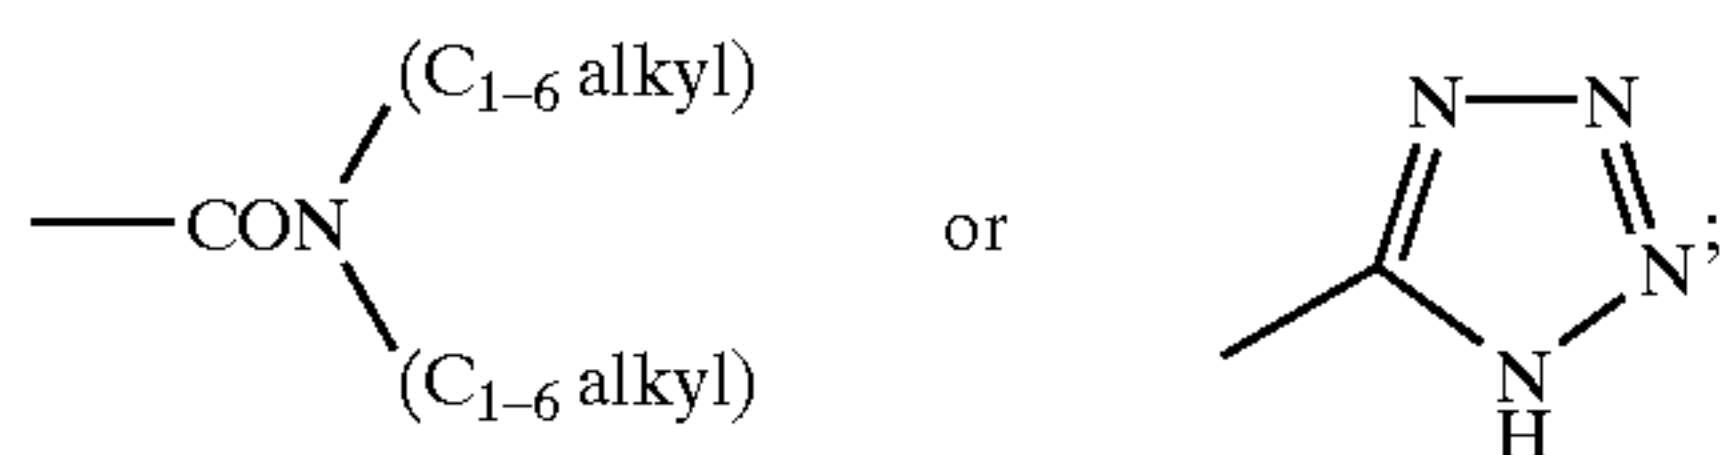 (C1–6 alkyl)
N N
CON or N;
(C1–6 alkyl) N
H